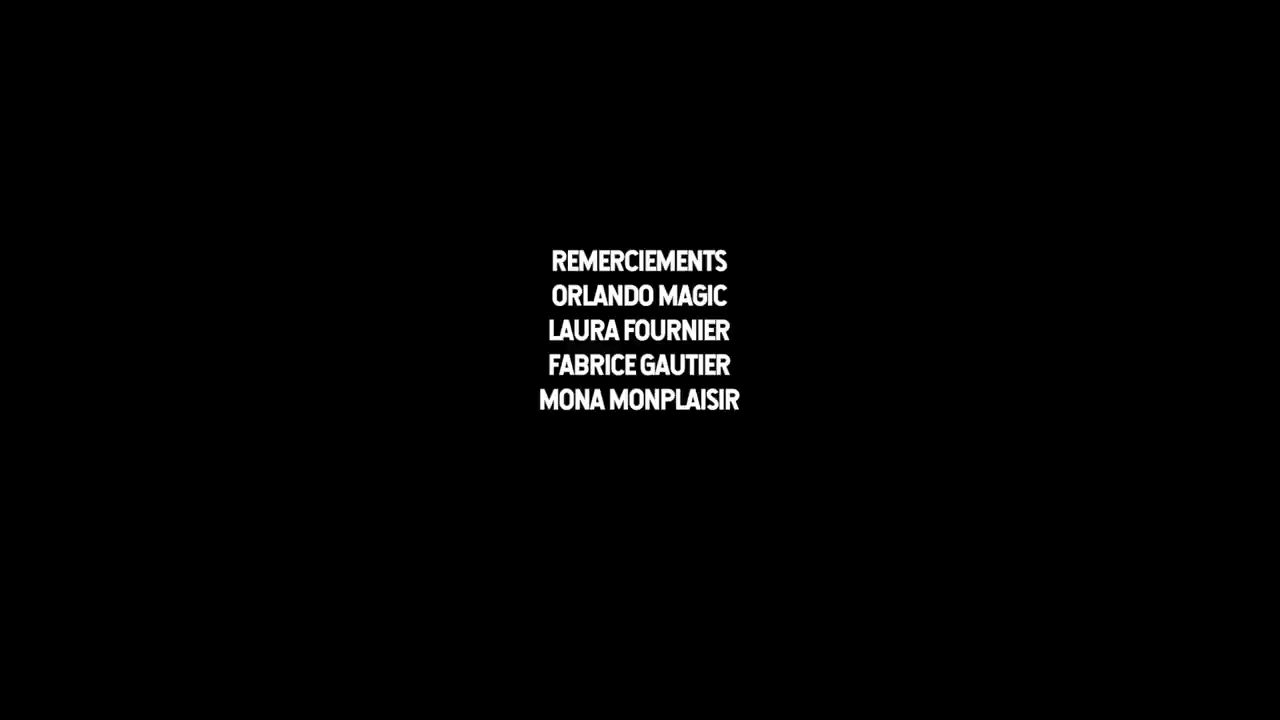 REMERCIEMENTS
ORLANDO MAGIC
LAURA FOURNIER
FABRICE GAUTIER
MONA MONPLAISIR